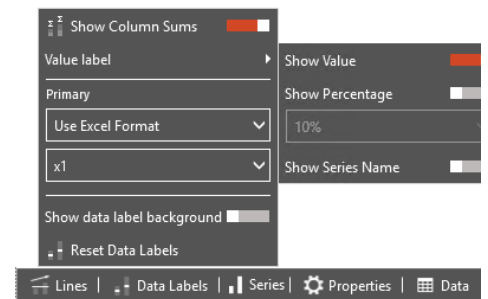 Show Column Sums
Value label
Primary
Use Excel Format
x1
Show data label background
Reset Data Labels
Show Value
Show Percentage
10%
Show Series Name
Lines | Data Labels | Series | Properties | Data